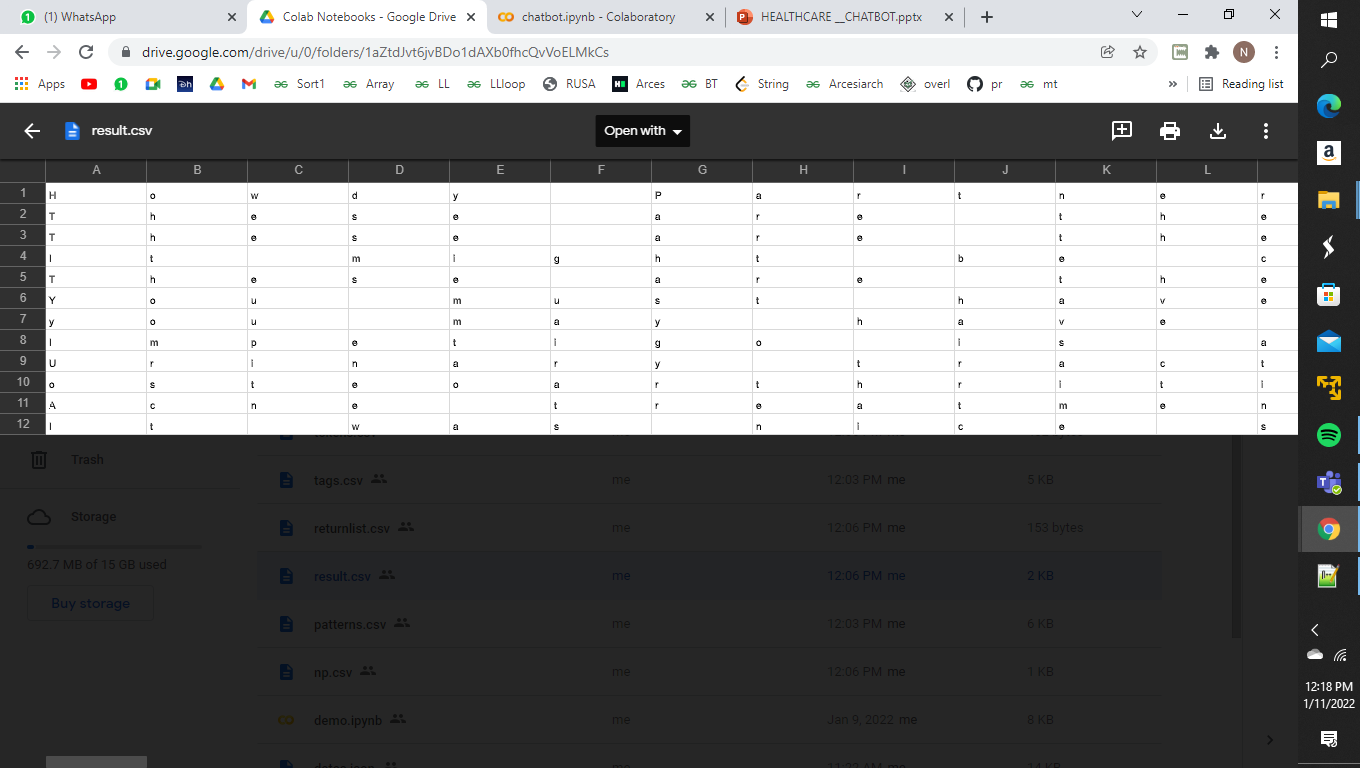 (1) WhatsApp
Colab Notebooks - Google Drive
chatbot.ipynb - Colaboratory
HEALTHCARE __CHATBOT.pptx
drive.google.com/drive/u/0/folders/1aZtdJvt6jvBDo1dAXb0fhcQvVoELMkCs
N
Apps Sort1 Array LL LLloop RUSA Arces BT String Arcesiarch overl pr mt » Reading list
result.csv
Open with
A B C D E F G H I J K L
1 H o w d y P a r t n e r
2 T h e s e a r e t h e
3 T h e s e a r e t h e
4 I t m i g h t b e c
5 T h e s e a r e t h e
6 Y o u m u s t h a v e
7 y o u m a y h a v e
8 I m p e t i g o i s a
9 U r i n a r y t r a c t
10 o s t e o a r t h r i t i
11 A c n e t r e a t m e n
12 I t w a s n i c e s
Trash
tags.csv me 12:03 PM me 5 KB
Storage
returnlist.csv me 12:06 PM me 153 bytes
692.7 MB of 15 GB used
result.csv me 12:06 PM me 2 KB
Buy storage
patterns.csv me 12:03 PM me 6 KB
np.csv me 12:06 PM me 1 KB
demo.ipynb me Jan 9, 2022 me 8 KB
12:18 PM
1/11/2022